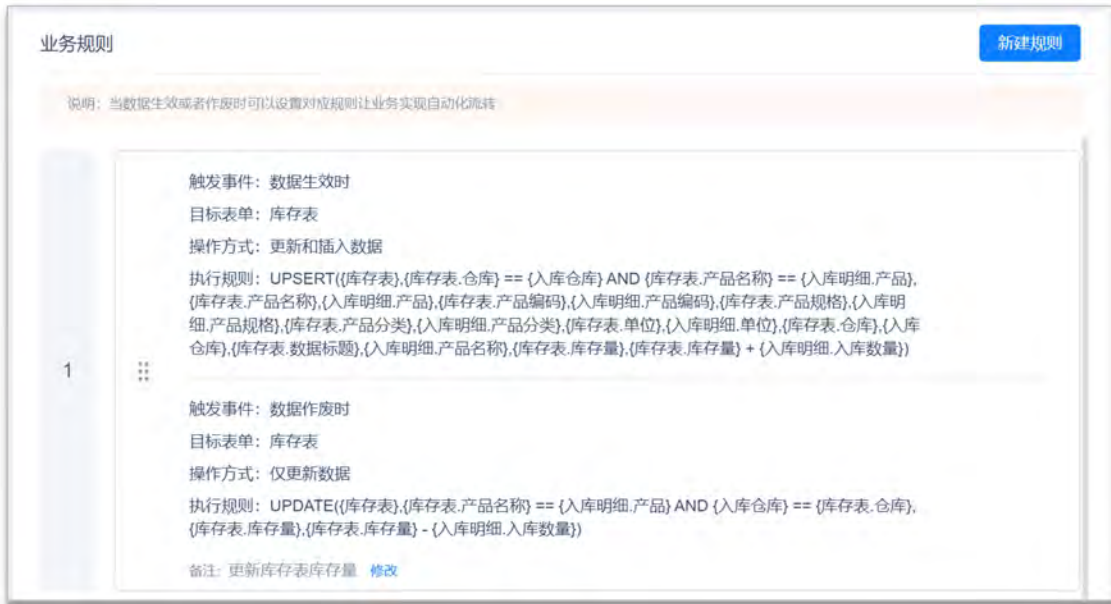 业务规则
新建规则
说明：当数据生效或者作废时可以设置对应规则让业务实现自动化流转
触发事件：数据生效时
目标表单：库存表
操作方式：更新和插入数据
执行规则：UPSERT({库存表},{库存表.仓库} == {入库仓库} AND {库存表.产品名称} == {入库明细.产品},
{库存表.产品名称},{入库明细.产品},{库存表.产品编码},{入库明细.产品编码},{库存表.产品规格},{入库明
细.产品规格},{库存表.产品分类},{入库明细.产品分类},{库存表.单位},{入库明细.单位},{库存表.仓库},{入库
仓库},{库存表.数据标题},{入库明细.产品名称},{库存表.库存量},{库存表.库存量} + {入库明细.入库数量})
1
触发事件：数据作废时
目标表单：库存表
操作方式：仅更新数据
执行规则：UPDATE({库存表},{库存表.产品名称} == {入库明细.产品} AND {入库仓库} == {库存表.仓库},
{库存表.库存量},{库存表.库存量} - {入库明细.入库数量})
备注：更新库存表库存量 修改